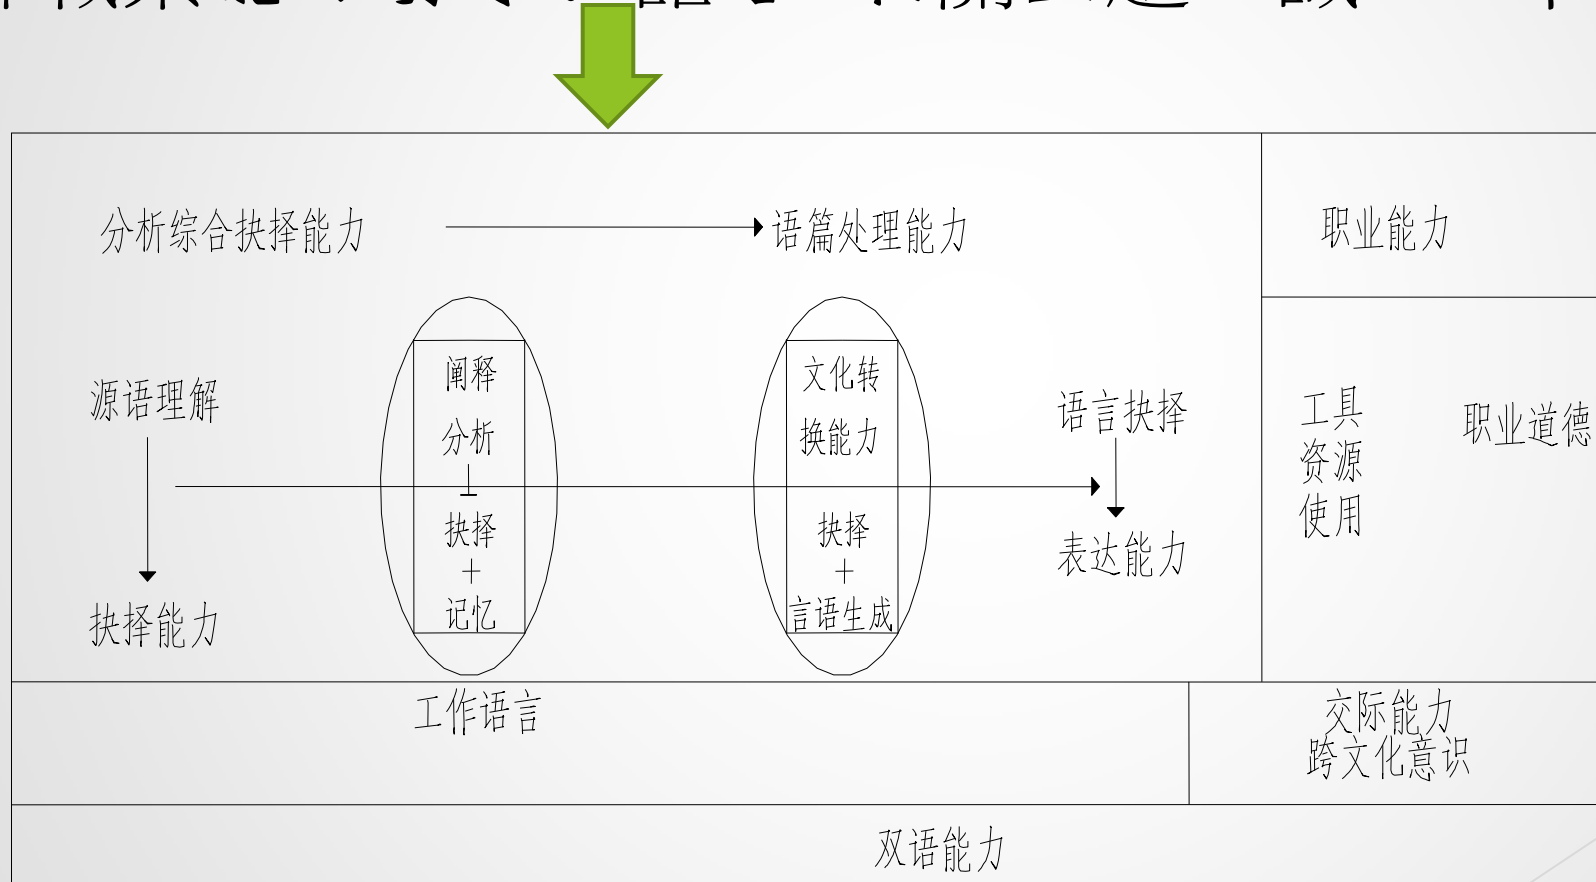 分析综合抉择能力
语篇处理能力
职业能力
源语理解
抉择能力
阐释
分析
抉择
+
记忆
文化转
换能力
抉择
+
言语生成
语言抉择
表达能力
工具
资源
使用
职业道德
工作语言
交际能力
跨文化意识
双语能力